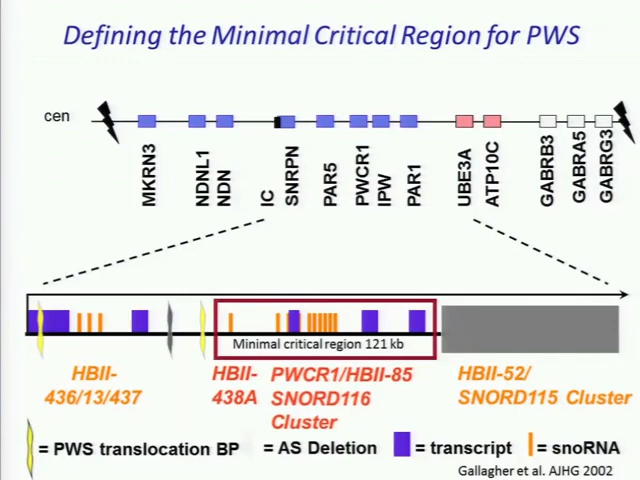 Defining the Minimal Critical Region for PWS
cen
MKRN3
NDNL1
NDN
IC
SNRPN
PAR5
PWCR1
IPW
PAR1
UBE3A
ATP10C
GABRB3
GABRA5
GABRG3
Minimal critical region 121 kb
HBII-
436/13/437
HBII-
438A
PWCR1/HBII-85
SNORD116
Cluster
HBII-52/
SNORD115 Cluster
= PWS translocation BP
= AS Deletion
= transcript
= snoRNA
Gallagher et al. AJHG 2002